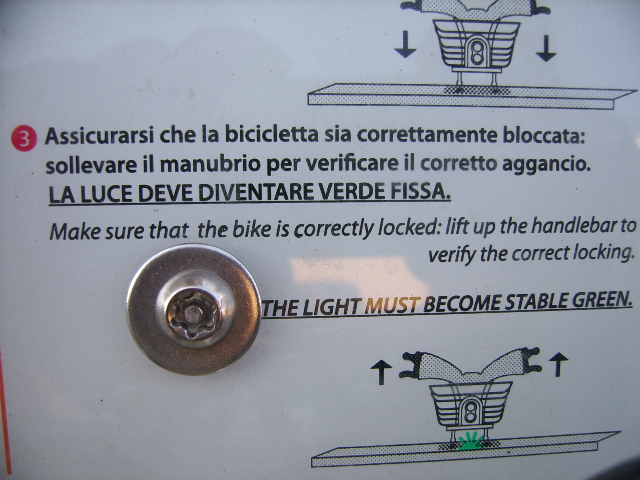 3 Assicurarsi che la bicicletta sia correttamente bloccata:
sollevare il manubrio per verificare il corretto aggancio.
LA LUCE DEVE DIVENTARE VERDE FISSA.
Make sure that the bike is correctly locked: lift up the handlebar to
verify the correct locking.
THE LIGHT MUST BECOME STABLE GREEN.